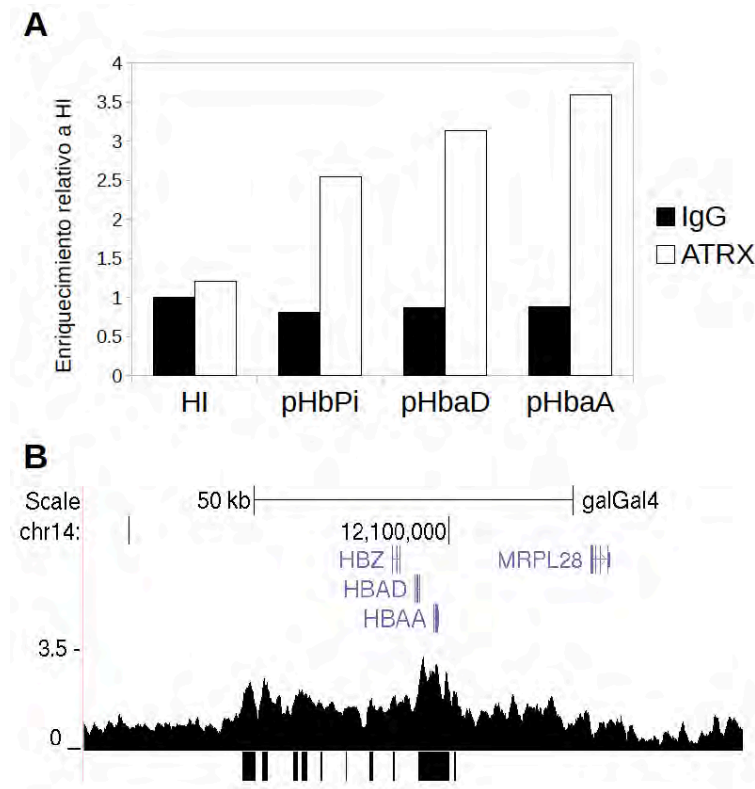 A
Enriquecimiento relativo a HI
4
3.5
3
2.5
2
1.5
1
0.5
0
HI pHbPi pHbaD pHbaA
IgG
ATRX
B
Scale 50 kb galGal4
chr14: 12,100,000
HBZ MRPL28
HBAD
HBAA
3.5 -
0 _